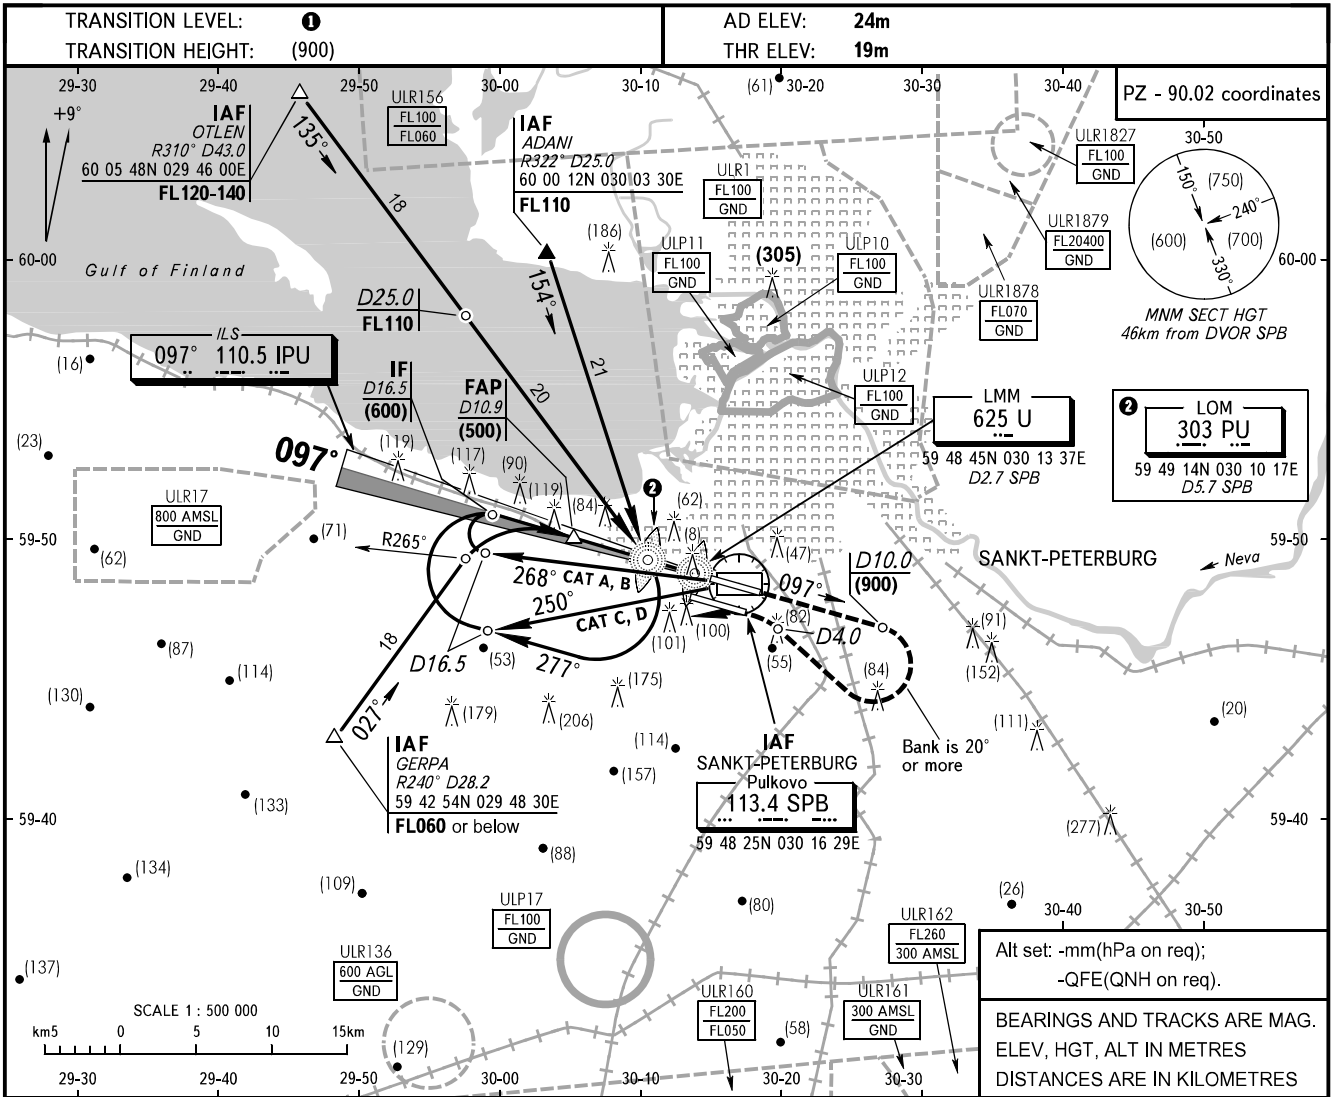 TRANSITION LEVEL: ❶
TRANSITION HEIGHT: (900)
AD ELEV: 24m
THR ELEV: 19m
29-30
29-40
29-50
30-00
30-10
(61)
30-20
30-30
30-40
PZ - 90.02 coordinates
+9°
IAF
OTLEN
R310° D43.0
60 05 48N 029 46 00E
FL120-140
135°
18
ULR156
FL100
FL060
IAF
ADANI
R322° D25.0
60 00 12N 030 03 30E
FL110
ULR1
FL100
GND
ULR1827
FL100
GND
30-50
150°
(750)
240°
(600)
(700)
330°
MNM SECT HGT
46km from DVOR SPB
ULR1879
FL20400
GND
(186)
ULP11
FL100
GND
(305)
ULP10
FL100
GND
60-00
60-00
Gulf of Finland
154°
ULR1878
FL070
GND
D25.0
FL110
ILS
097° 110.5 IPU
(16)
IF
D16.5
(600)
FAP
D10.9
(500)
20
21
ULP12
FL100
GND
LMM
625 U
59 48 45N 030 13 37E
D2.7 SPB
❷
LOM
303 PU
59 49 14N 030 10 17E
D5.7 SPB
(23)
097°
(119)
(117)
(90)
(119)
(84)
❷
(62)
(8)
(47)
ULR17
800 AMSL
GND
(71)
(62)
59-50
59-50
R265°
268° CAT A, B
250°
CAT C, D
277°
097°
D10.0
(900)
SANKT-PETERBURG
Neva
D16.5
(53)
(101)
(100)
(82)
D4.0
(55)
(84)
(91)
(152)
(87)
(114)
(130)
18
027°
(179)
(206)
(175)
(114)
(157)
(111)
(20)
Bank is 20°
or more
IAF
GERPA
R240° D28.2
59 42 54N 029 48 30E
FL060 or below
IAF
SANKT-PETERBURG
Pulkovo
113.4 SPB
59 48 25N 030 16 29E
(133)
59-40
59-40
(277)
(88)
(134)
(109)
(80)
(26)
30-40
30-50
ULP17
FL100
GND
ULR162
FL260
300 AMSL
ULR136
600 AGL
GND
(137)
Alt set: -mm(hPa on req);
-QFE(QNH on req).
SCALE 1 : 500 000
km5 0 5 10 15km
ULR160
FL200
FL050
(58)
ULR161
300 AMSL
GND
(129)
BEARINGS AND TRACKS ARE MAG.
ELEV, HGT, ALT IN METRES
DISTANCES ARE IN KILOMETRES
29-30
29-40
29-50
30-00
30-10
30-20
30-30